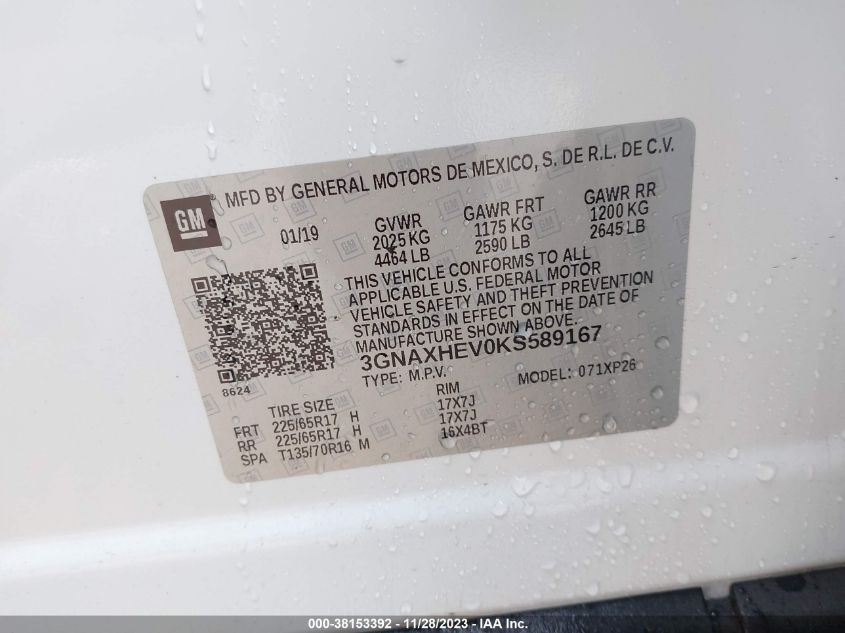 GM
MFD BY GENERAL MOTORS DE MEXICO, S. DE R.L. DE C.V.
01/19 GVWR GAWR FRT GAWR RR
2025 KG 1175 KG 1200 KG
4464 LB 2590 LB 2645 LB
THIS VEHICLE CONFORMS TO ALL
APPLICABLE U.S. FEDERAL MOTOR
VEHICLE SAFETY AND THEFT PREVENTION
STANDARDS IN EFFECT ON THE DATE OF
MANUFACTURE SHOWN ABOVE.
3GNAXHEV0KS589167
TYPE: M.P.V. MODEL: 071XP26
8624
TIRE SIZE RIM
FRT 225/65R17 H 17X7J
RR 225/65R17 H 17X7J
SPA T135/70R16 M 16X4BT
000-38153392 - 11/28/2023 - IAA Inc.